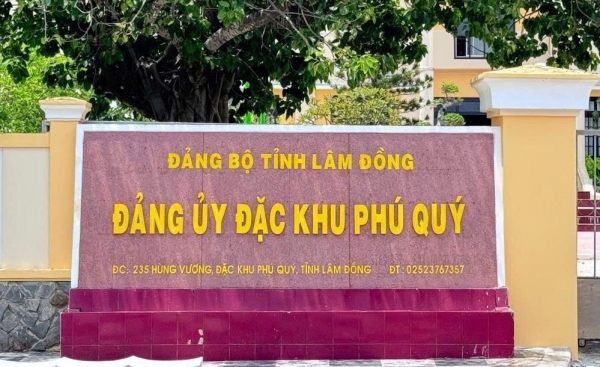 ĐẢNG BỘ TỈNH LÂM ĐỒNG
ĐẢNG ỦY ĐẶC KHU PHÚ QUÝ
ĐC: 235 HÙNG VƯƠNG, ĐẶC KHU PHÚ QUÝ, TỈNH LÂM ĐỒNG ĐT: 02523767357